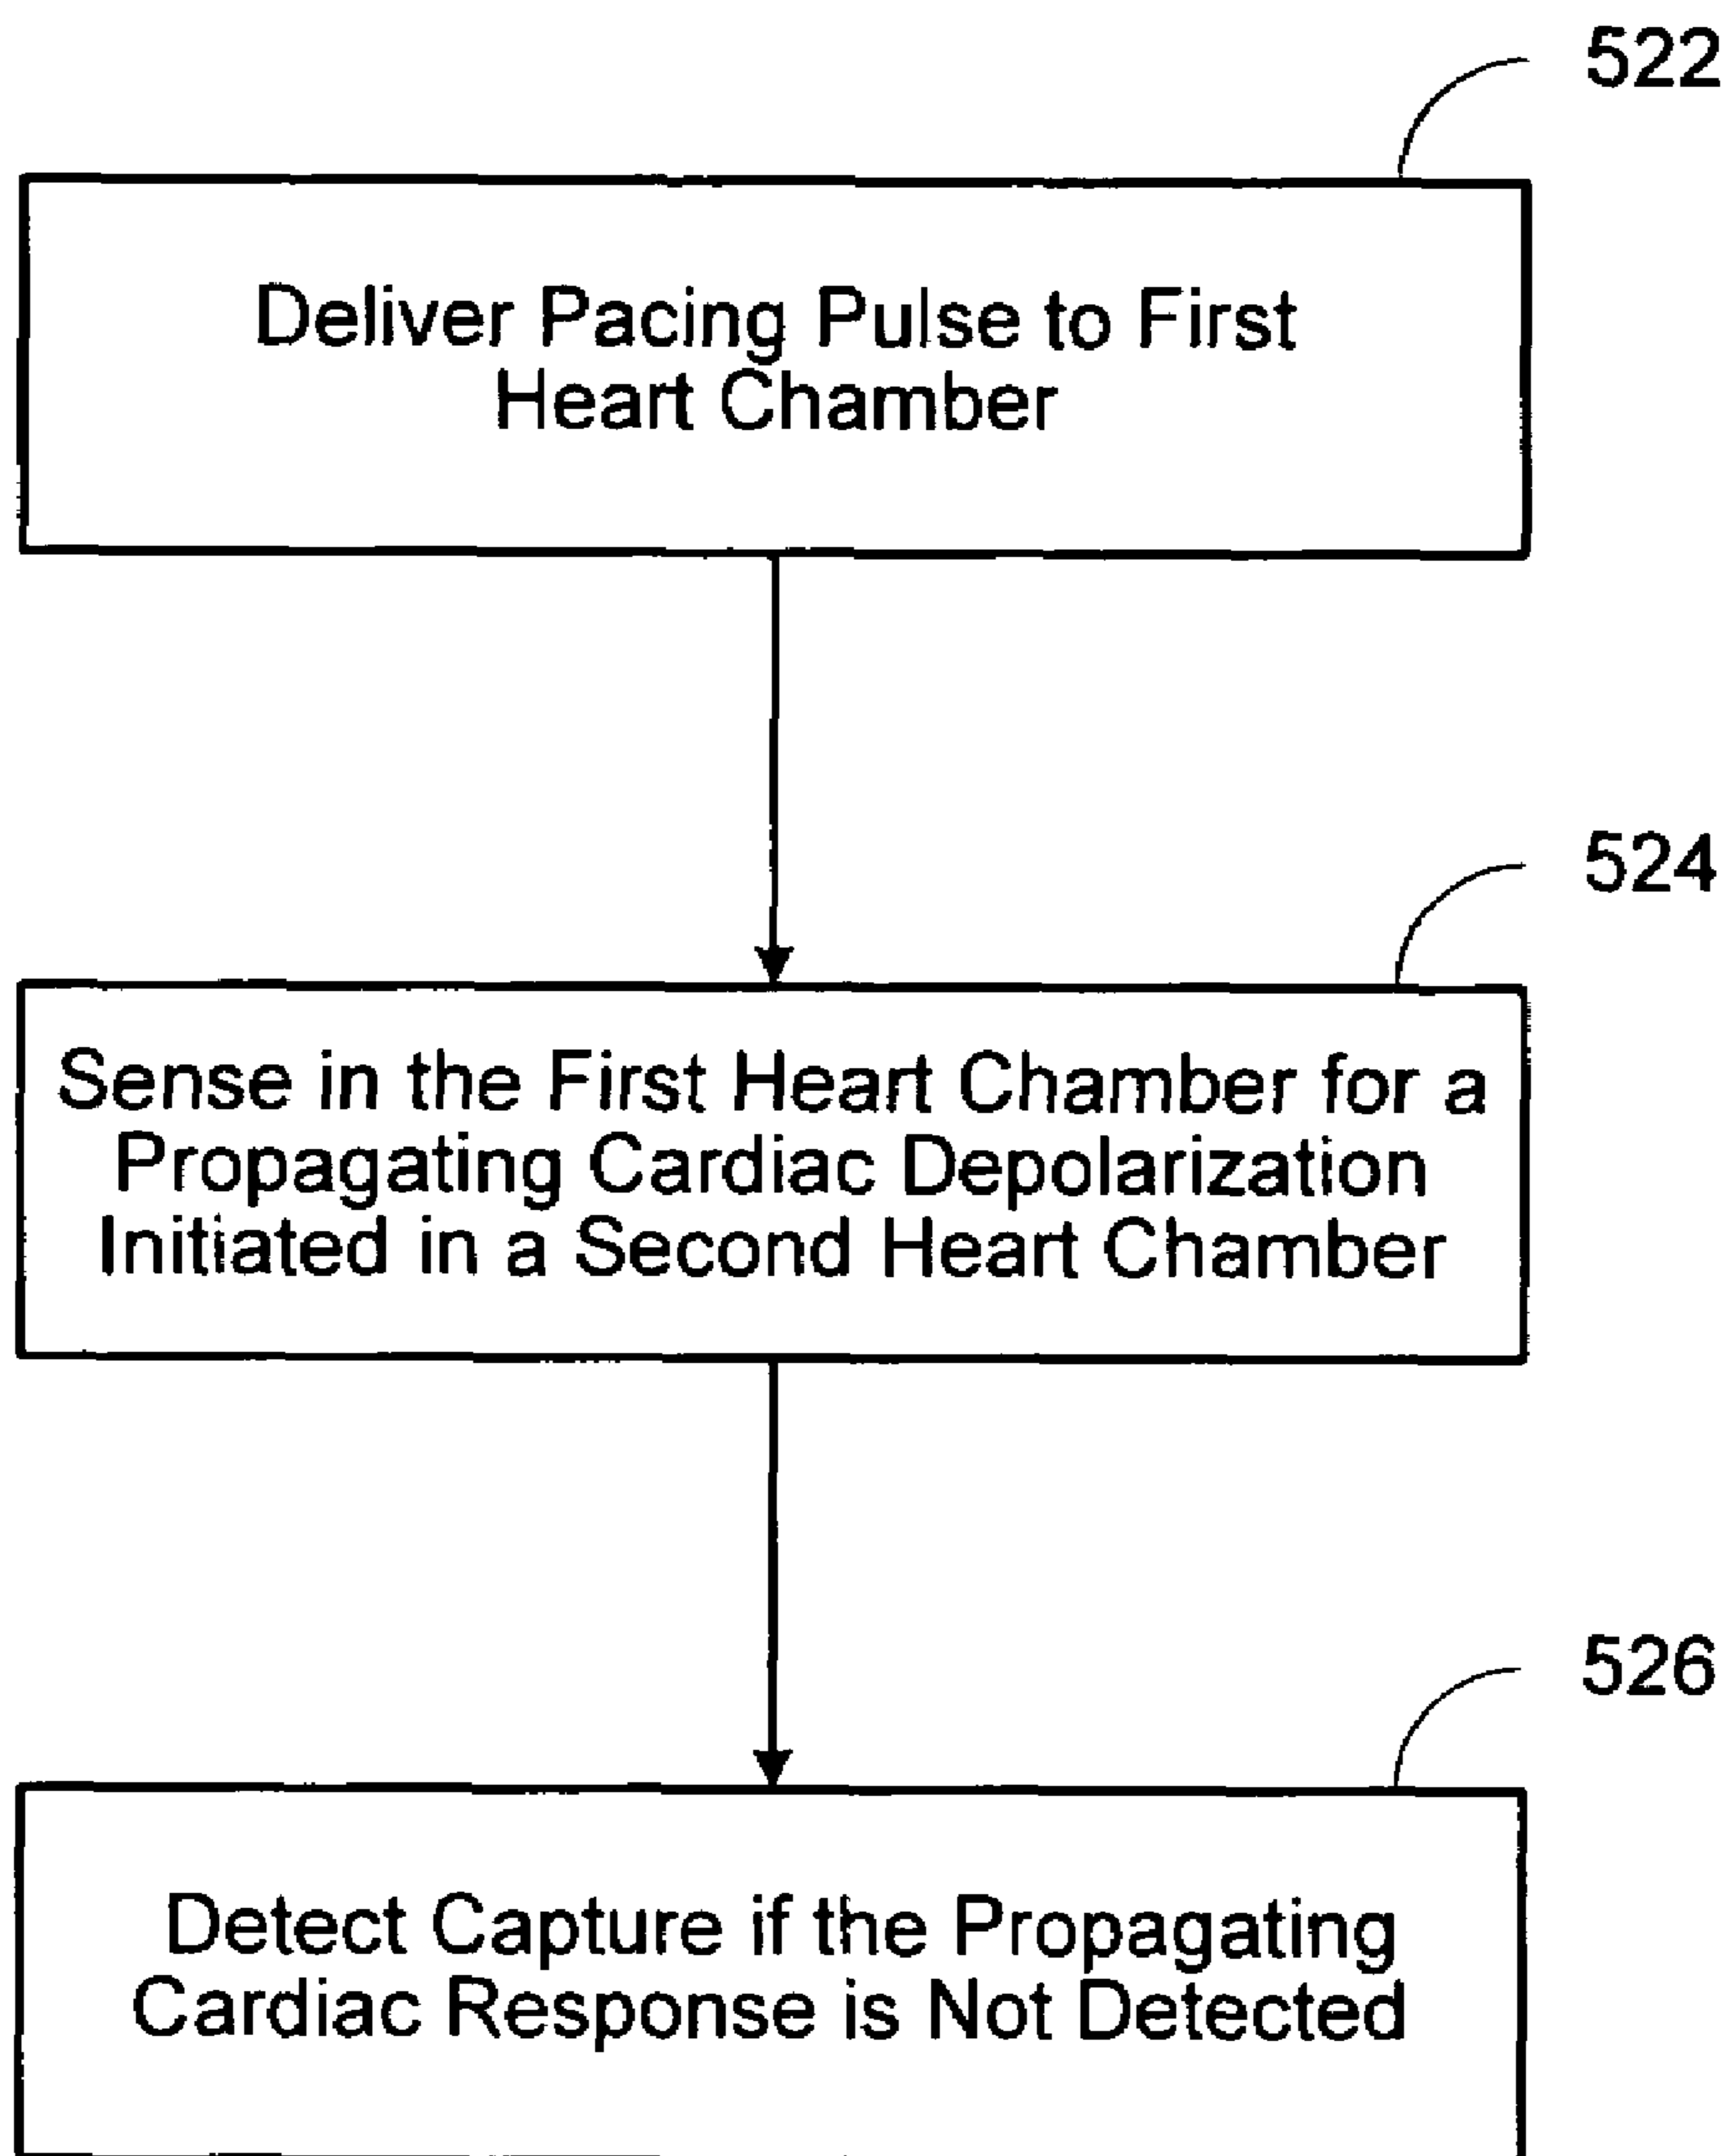 522
Deliver Pacing Pulse to First
Heart Chamber
524
Sense in the First Heart Chamber for a
Propagating Cardiac Depolarization
Initiated in a Second Heart Chamber
526
Detect Capture if the Propagating
Cardiac Response is Not Detected